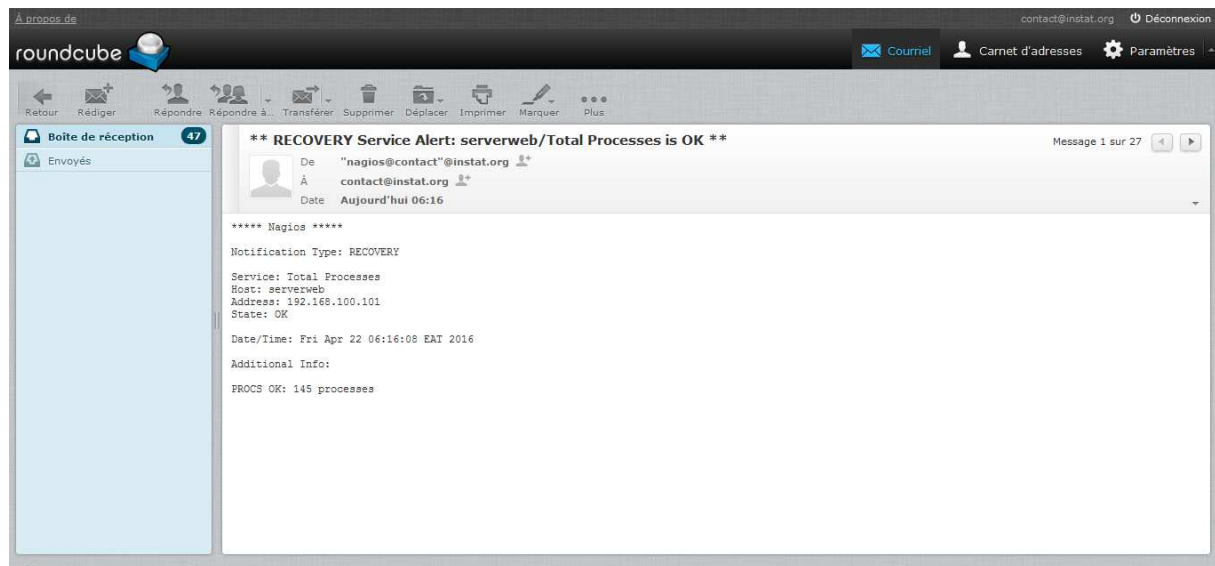 À propos de
contact@instat.org Déconnexion
roundcube
Courriel Carnet d'adresses Paramètres
Retour Rédiger Répondre Répondre à... Transférer Supprimer Déplacer Imprimer Marquer Plus
Boîte de réception 47
Envoyés
** RECOVERY Service Alert: serverweb/Total Processes is OK **
Message 1 sur 27
De "nagios@contact"@instat.org
À contact@instat.org
Date Aujourd'hui 06:16
***** Nagios *****
Notification Type: RECOVERY
Service: Total Processes
Host: serverweb
Address: 192.168.100.101
State: OK
Date/Time: Fri Apr 22 06:16:08 EAT 2016
Additional Info:
PROCS OK: 145 processes